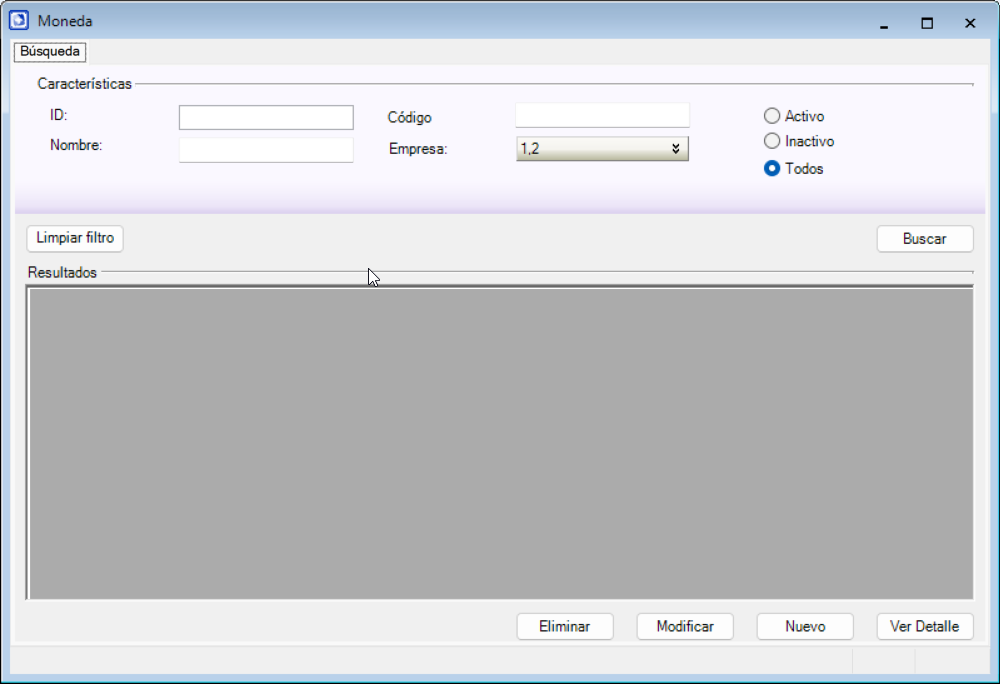 Moneda
Búsqueda
Características
ID:
Código
Activo
Nombre:
Empresa:
1,2
Inactivo
Todos
Limpiar filtro
Buscar
Resultados
Eliminar
Modificar
Nuevo
Ver Detalle